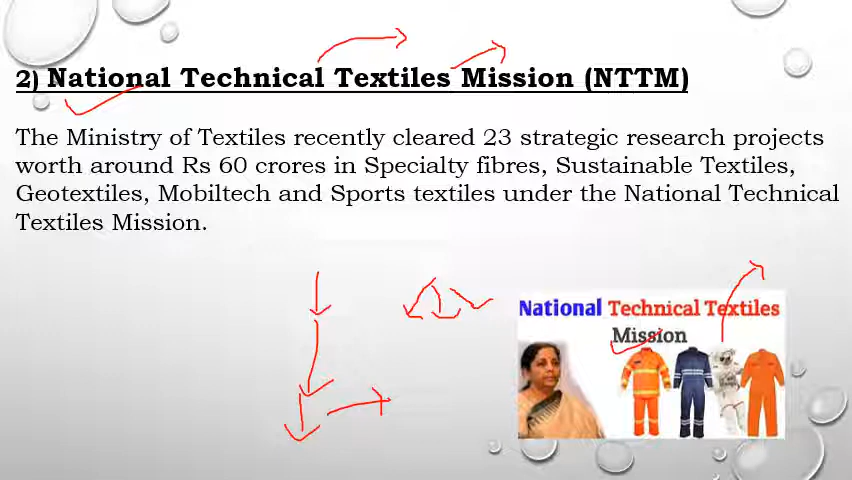 2) National Technical Textiles Mission (NTTM)
The Ministry of Textiles recently cleared 23 strategic research projects
worth around Rs 60 crores in Specialty fibres, Sustainable Textiles,
Geotextiles, Mobiltech and Sports textiles under the National Technical
Textiles Mission.
National Technical Textiles
Mission